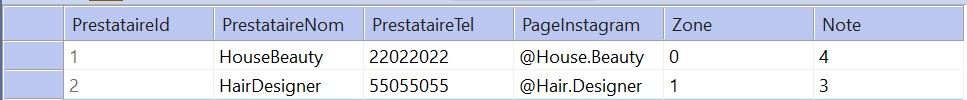 PrestataireId PrestataireNom PrestataireTel PageInstagram Zone Note
1 HouseBeauty 22022022 @House.Beauty 0 4
2 HairDesigner 55055055 @Hair.Designer 1 3